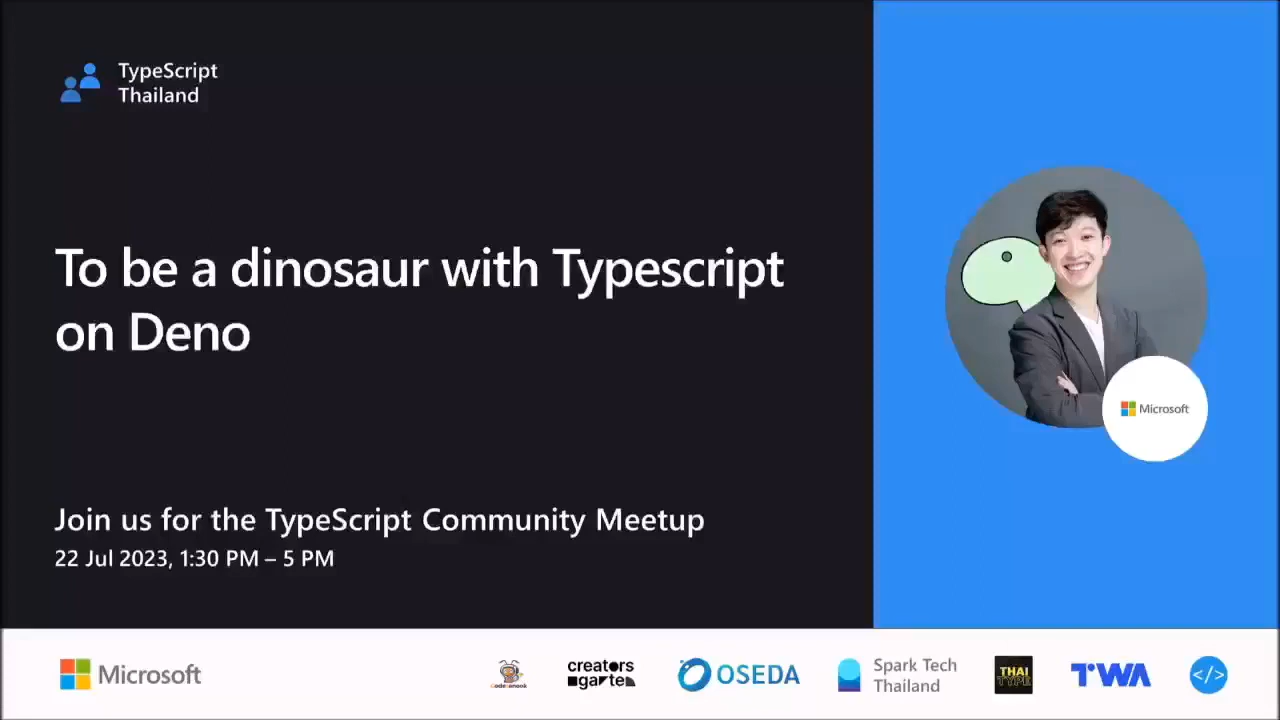 TypeScript
Thailand
To be a dinosaur with Typescript
on Deno
Microsoft
Join us for the TypeScript Community Meetup
22 Jul 2023, 1:30 PM – 5 PM
Microsoft
creators
garten
OSEDA
Spark Tech
Thailand
THAI
TYPE
TWA
</>